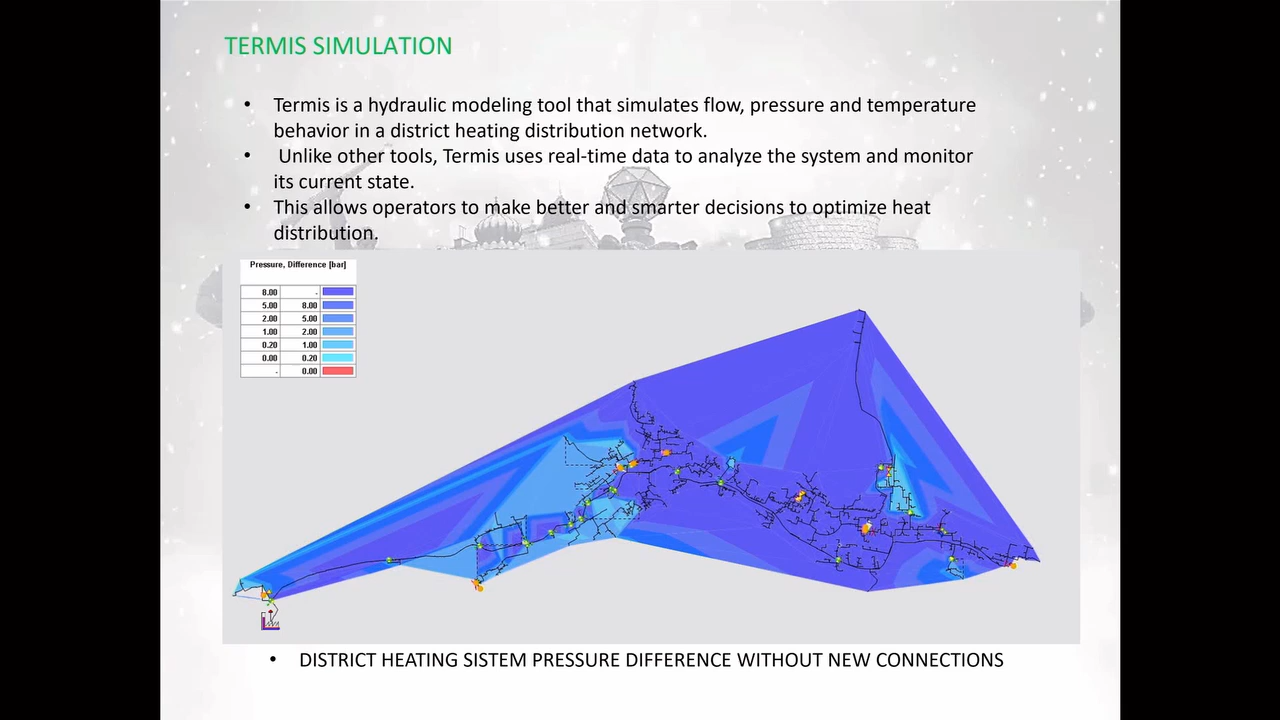 TERMIS SIMULATION
• Termis is a hydraulic modeling tool that simulates flow, pressure and temperature
behavior in a district heating distribution network.
• Unlike other tools, Termis uses real-time data to analyze the system and monitor
its current state.
• This allows operators to make better and smarter decisions to optimize heat
distribution.
Pressure, Difference [bar]
8.00 -
5.00 8.00
2.00 5.00
1.00 2.00
0.20 1.00
0.00 0.20
- 0.00
• DISTRICT HEATING SISTEM PRESSURE DIFFERENCE WITHOUT NEW CONNECTIONS